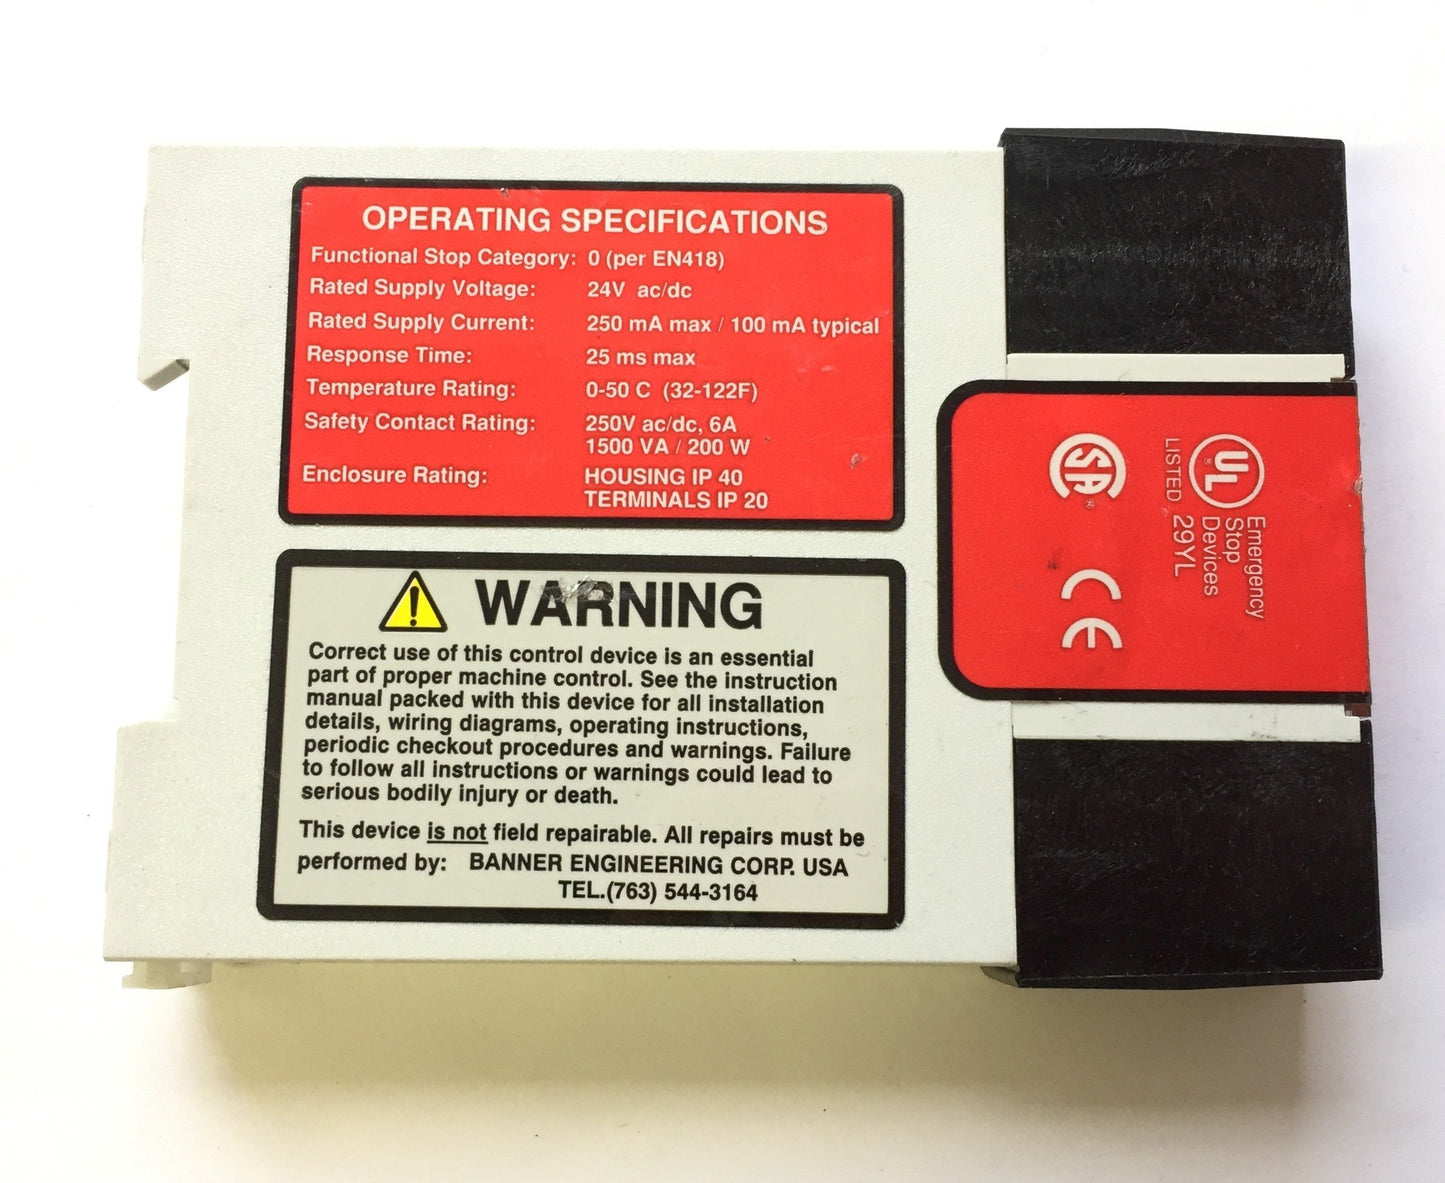 OPERATING SPECIFICATIONS
Functional Stop Category: 0 (per EN418)
Rated Supply Voltage: 24V ac/dc
Rated Supply Current: 250 mA max / 100 mA typical
Response Time: 25 ms max
Temperature Rating: 0-50 C (32-122F)
Safety Contact Rating: 250V ac/dc, 6A
1500 VA / 200 W
Enclosure Rating: HOUSING IP 40
TERMINALS IP 20
WARNING
Correct use of this control device is an essential
part of proper machine control. See the instruction
manual packed with this device for all installation
details, wiring diagrams, operating instructions,
periodic checkout procedures and warnings. Failure
to follow all instructions or warnings could lead to
serious bodily injury or death.
This device is not field repairable. All repairs must be
performed by: BANNER ENGINEERING CORP. USA
TEL.(763) 544-3164
UL ®
LISTED
Emergency
Stop
Devices
29YL
SA ®
CE